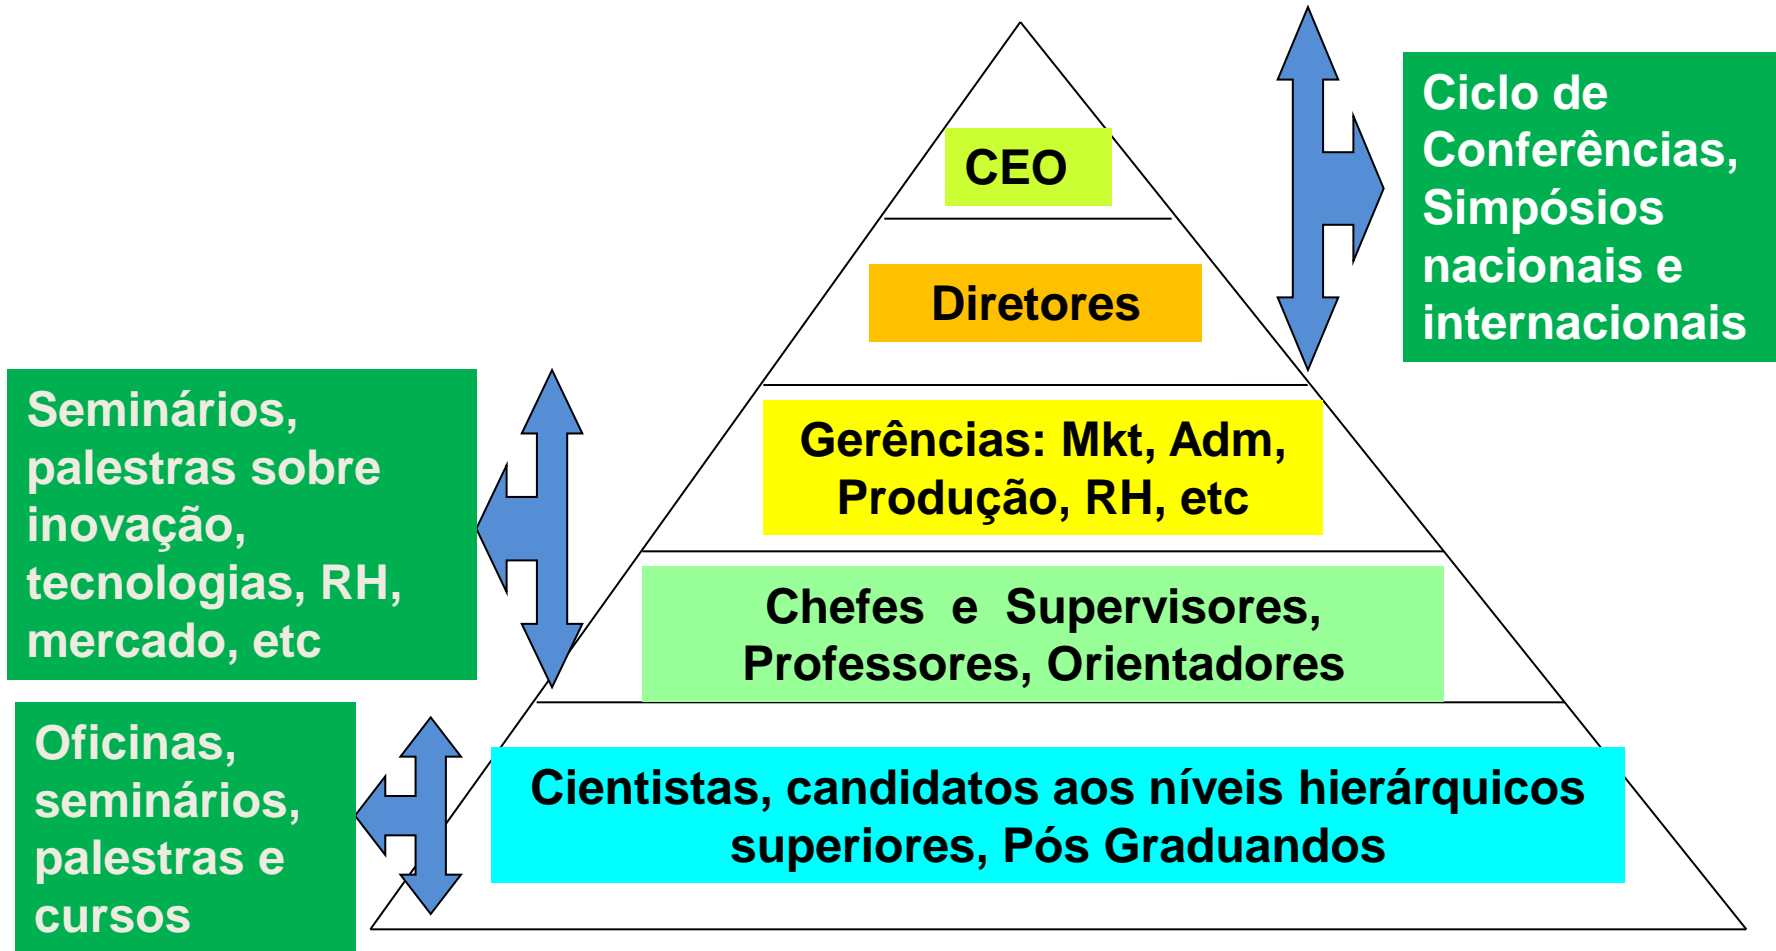 CEO
Diretores
Gerências: Mkt, Adm,
Produção, RH, etc
Chefes e Supervisores,
Professores, Orientadores
Cientistas, candidatos aos níveis hierárquicos
superiores, Pós Graduandos
Ciclo de
Conferências,
Simpósios
nacionais e
internacionais
Seminários,
palestras sobre
inovação,
tecnologias, RH,
mercado, etc
Oficinas,
seminários,
palestras e
cursos